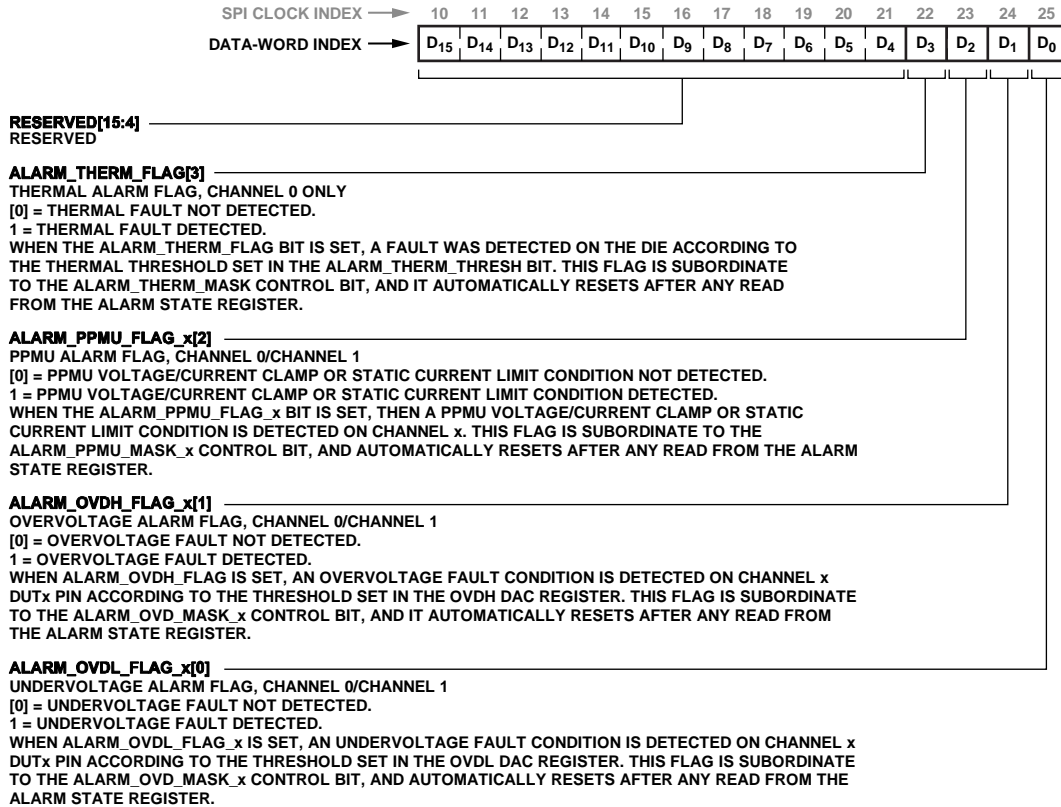 SPI CLOCK INDEX 10 11 12 13 14 15 16 17 18 19 20 21 22 23 24 25
DATA-WORD INDEX D15 D14 D13 D12 D11 D10 D9 D8 D7 D6 D5 D4 D3 D2 D1 D0
RESERVED[15:4]
RESERVED
ALARM_THERM_FLAG[3]
THERMAL ALARM FLAG, CHANNEL 0 ONLY
[0] = THERMAL FAULT NOT DETECTED.
1 = THERMAL FAULT DETECTED.
WHEN THE ALARM_THERM_FLAG BIT IS SET, A FAULT WAS DETECTED ON THE DIE ACCORDING TO
THE THERMAL THRESHOLD SET IN THE ALARM_THERM_THRESH BIT. THIS FLAG IS SUBORDINATE
TO THE ALARM_THERM_MASK CONTROL BIT, AND IT AUTOMATICALLY RESETS AFTER ANY READ
FROM THE ALARM STATE REGISTER.
ALARM_PPMU_FLAG_x[2]
PPMU ALARM FLAG, CHANNEL 0/CHANNEL 1
[0] = PPMU VOLTAGE/CURRENT CLAMP OR STATIC CURRENT LIMIT CONDITION NOT DETECTED.
1 = PPMU VOLTAGE/CURRENT CLAMP OR STATIC CURRENT LIMIT CONDITION DETECTED.
WHEN THE ALARM_PPMU_FLAG_x BIT IS SET, THEN A PPMU VOLTAGE/CURRENT CLAMP OR STATIC
CURRENT LIMIT CONDITION IS DETECTED ON CHANNEL x. THIS FLAG IS SUBORDINATE TO THE
ALARM_PPMU_MASK_x CONTROL BIT, AND AUTOMATICALLY RESETS AFTER ANY READ FROM THE ALARM
STATE REGISTER.
ALARM_OVDH_FLAG_x[1]
OVERVOLTAGE ALARM FLAG, CHANNEL 0/CHANNEL 1
[0] = OVERVOLTAGE FAULT NOT DETECTED.
1 = OVERVOLTAGE FAULT DETECTED.
WHEN ALARM_OVDH_FLAG IS SET, AN OVERVOLTAGE FAULT CONDITION IS DETECTED ON CHANNEL x
DUTx PIN ACCORDING TO THE THRESHOLD SET IN THE OVDH DAC REGISTER. THIS FLAG IS SUBORDINATE
TO THE ALARM_OVD_MASK_x CONTROL BIT, AND IT AUTOMATICALLY RESETS AFTER ANY READ FROM
THE ALARM STATE REGISTER.
ALARM_OVDL_FLAG_x[0]
UNDERVOLTAGE ALARM FLAG, CHANNEL 0/CHANNEL 1
[0] = UNDERVOLTAGE FAULT NOT DETECTED.
1 = UNDERVOLTAGE FAULT DETECTED.
WHEN ALARM_OVDL_FLAG_x IS SET, AN UNDERVOLTAGE FAULT CONDITION IS DETECTED ON CHANNEL x
DUTx PIN ACCORDING TO THE THRESHOLD SET IN THE OVDL DAC REGISTER. THIS FLAG IS SUBORDINATE
TO THE ALARM_OVD_MASK_x CONTROL BIT, AND AUTOMATICALLY RESETS AFTER ANY READ FROM THE
ALARM STATE REGISTER.